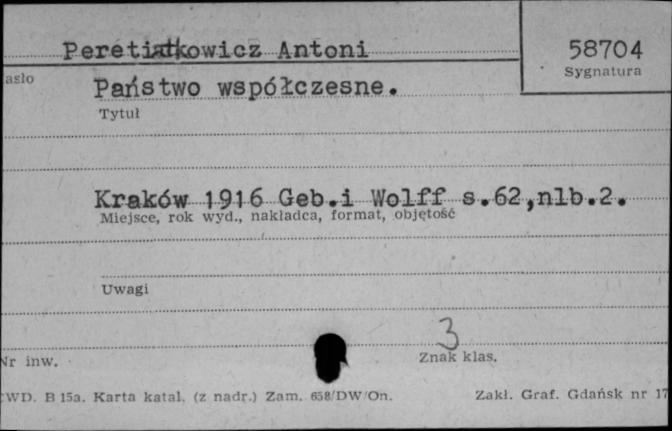 Peretiatkowicz Antoni
58704
Sygnatura
asło
Państwo współczesne.
Tytuł
Kraków 1916 Geb.i Wolff s.62,nlb.2.
Miejsce, rok wyd., nakładca, format, objętość
Uwagi
3
Nr inw.
Znak klas.
WD. B 15a. Karta katal. (z nadr.) Zam. 658/DW/On.
Zakł. Graf. Gdańsk nr 17